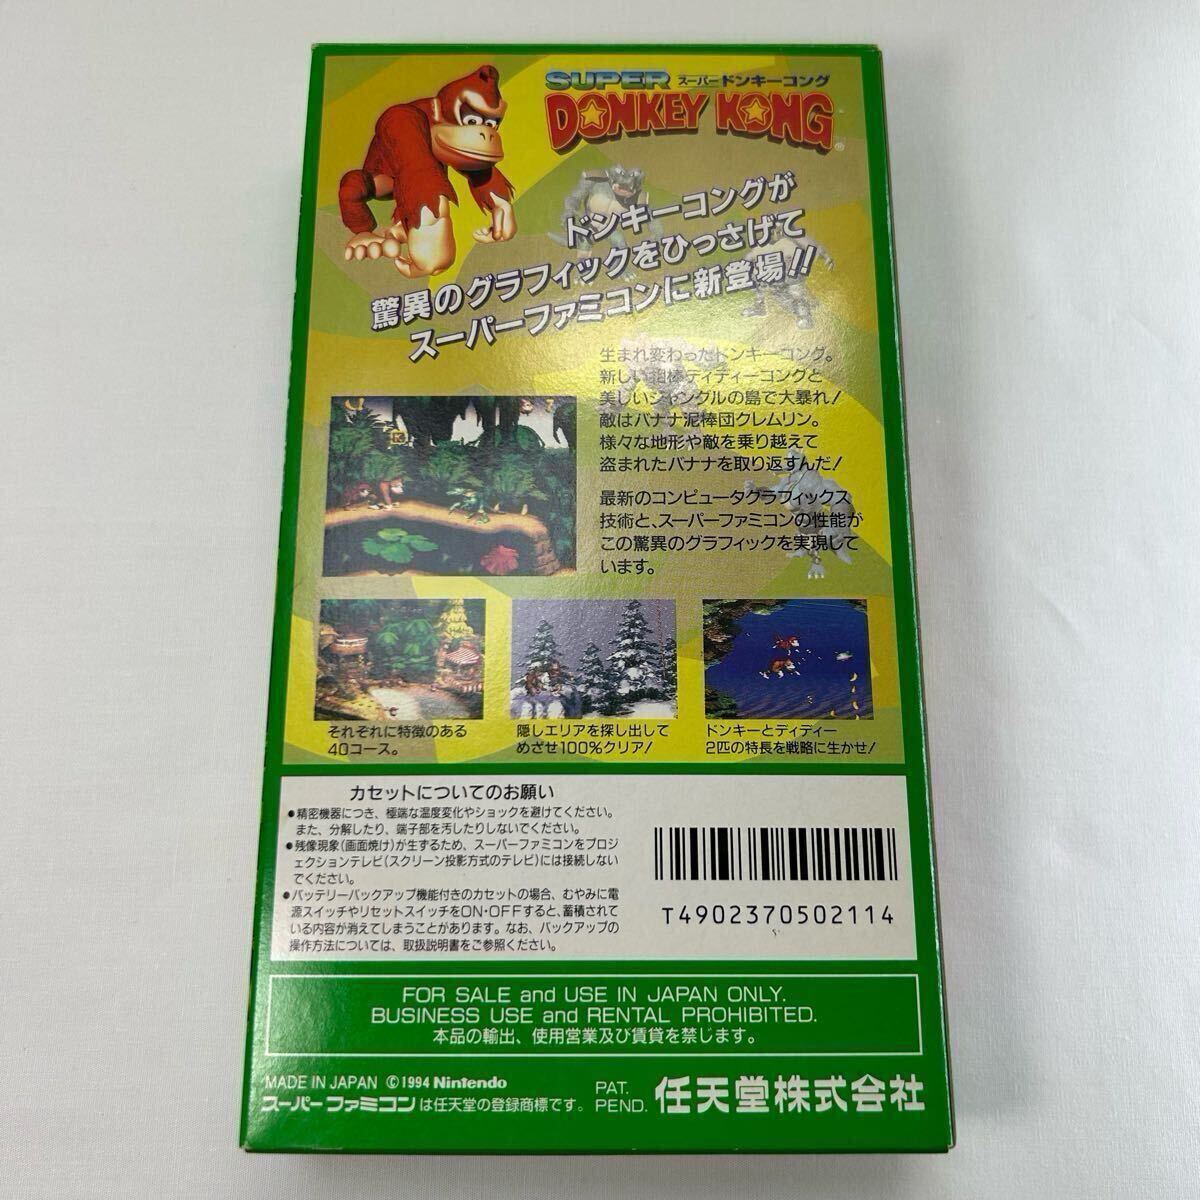 SUPER スーパードンキーコング
DONKEY KONG®
ドンキーコングが
驚異のグラフィックをひっさげて
スーパーファミコンに新登場!!
生まれ変わったドンキーコング。
新しい相棒ディディーコングと
美しいジャングルの島で大暴れ!
敵はバナナ泥棒団クレムリン。
様々な地形や敵を乗り越えて
盗まれたバナナを取り返すんだ!
最新のコンピュータグラフィックス
技術と、スーパーファミコンの性能が
この驚異のグラフィックを実現して
います。
それぞれに特徴のある
40コース。
隠しエリアを探し出して
めざせ100%クリア!
ドンキーとディディー
2匹の特長を戦略に生かせ!
カセットについてのお願い
●精密機器につき、極端な温度変化やショックを避けてください。
また、分解したり、端子部を汚したりしないでください。
●残像現象(画面焼け)が生ずるため、スーパーファミコンをプロジ
ェクションテレビ(スクリーン投影方式のテレビ)には接続しない
でください。
●バッテリーバックアップ機能付きのカセットの場合、むやみに電
源スイッチやリセットスイッチをON・OFFすると、蓄積されて
いる内容が消えてしまうことがあります。なお、バックアップの
操作方法については、取扱説明書をご参照ください。
T4902370502114
FOR SALE and USE IN JAPAN ONLY.
BUSINESS USE and RENTAL PROHIBITED.
本品の輸出、使用営業及び賃貸を禁じます。
MADE IN JAPAN ©1994 Nintendo
スーパーファミコンは任天堂の登録商標です。
PAT.
PEND.
任天堂株式会社